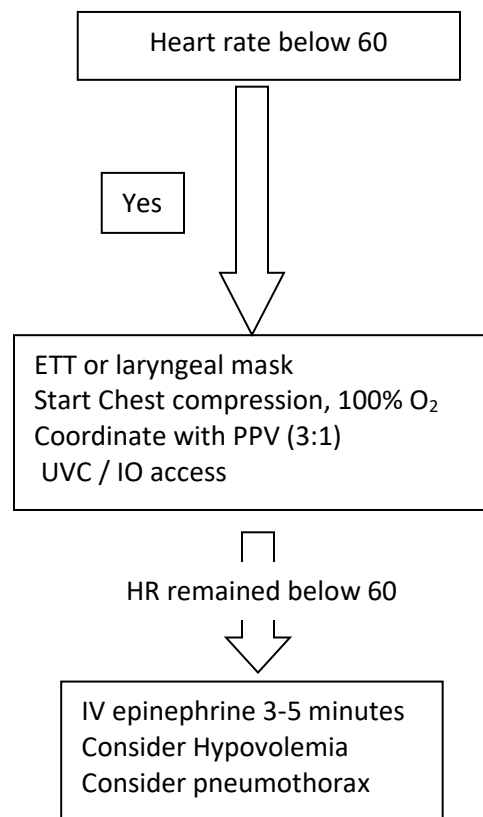 Heart rate below 60
Yes
ETT or laryngeal mask
Start Chest compression, 100% O₂
Coordinate with PPV (3:1)
UVC / IO access
HR remained below 60
IV epinephrine 3-5 minutes
Consider Hypovolemia
Consider pneumothorax